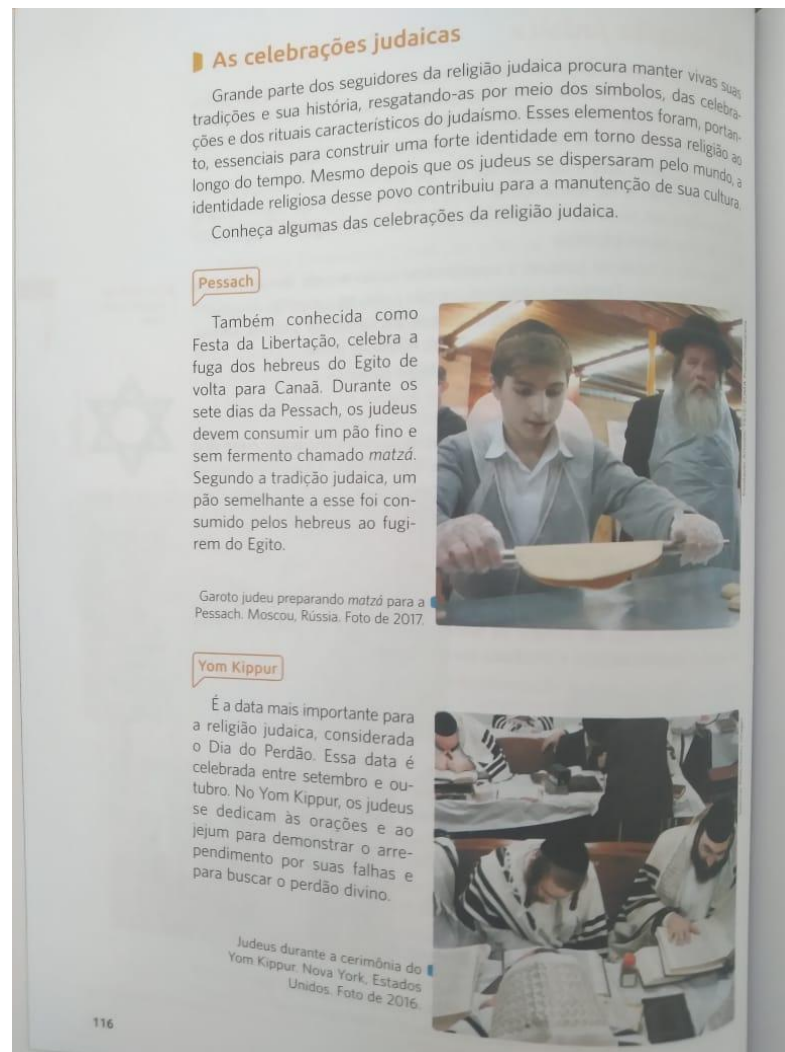 As celebrações judaicas
Grande parte dos seguidores da religião judaica procura manter vivas suas
tradições e sua história, resgatando-as por meio dos símbolos, das celebra-
ções e dos rituais característicos do judaísmo. Esses elementos foram, portan-
to, essenciais para construir uma forte identidade em torno dessa religião ao
longo do tempo. Mesmo depois que os judeus se dispersaram pelo mundo, a
identidade religiosa desse povo contribuiu para a manutenção de sua cultura.
Conheça algumas das celebrações da religião judaica.
Pessach
Também conhecida como
Festa da Libertação, celebra a
fuga dos hebreus do Egito de
volta para Canaã. Durante os
sete dias da Pessach, os judeus
devem consumir um pão fino e
sem fermento chamado matzá.
Segundo a tradição judaica, um
pão semelhante a esse foi con-
sumido pelos hebreus ao fugi-
rem do Egito.
Garoto judeu preparando matzá para a
Pessach. Moscou, Rússia. Foto de 2017.
Yom Kippur
É a data mais importante para
a religião judaica, considerada
o Dia do Perdão. Essa data é
celebrada entre setembro e ou-
tubro. No Yom Kippur, os judeus
se dedicam às orações e ao
jejum para demonstrar o arre-
pendimento por suas falhas e
para buscar o perdão divino.
Judeus durante a cerimônia do
Yom Kippur. Nova York, Estados
Unidos. Foto de 2016.
116